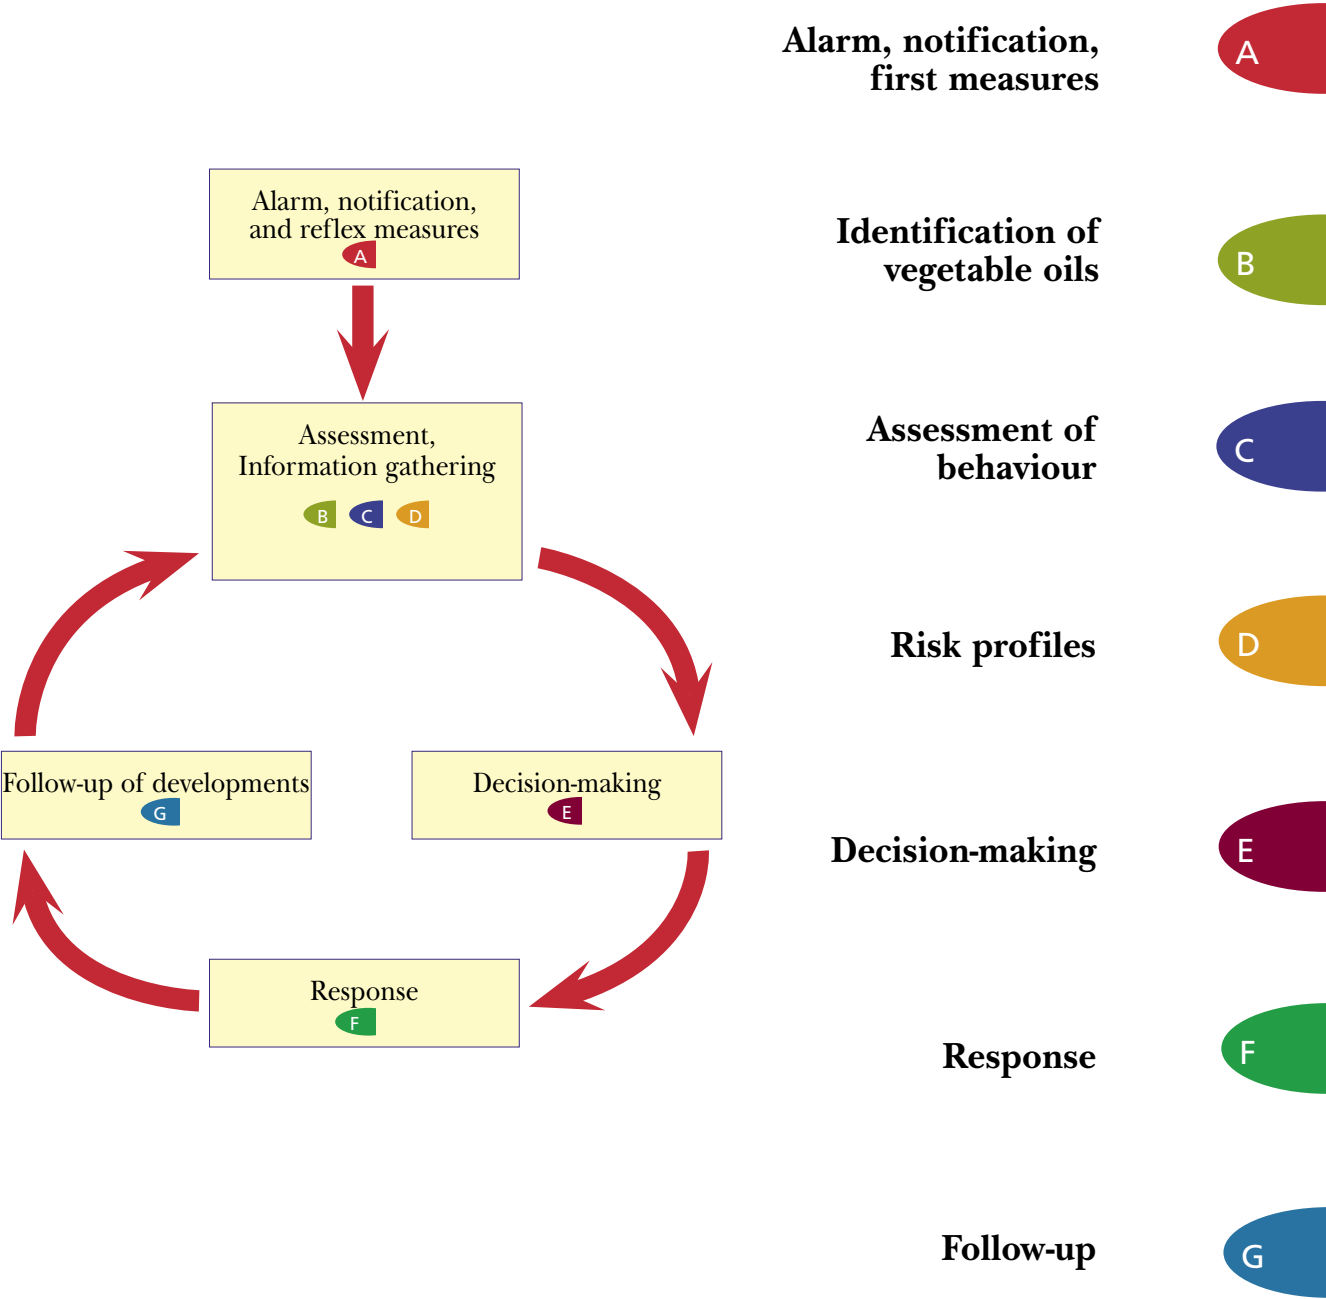 Alarm, notification,
and reflex measures
A
Assessment,
Information gathering
B C D
Follow-up of developments
G
Decision-making
E
Response
F
Alarm, notification,
first measures
A
Identification of
vegetable oils
B
Assessment of
behaviour
C
Risk profiles
D
Decision-making
E
Response
F
Follow-up
G